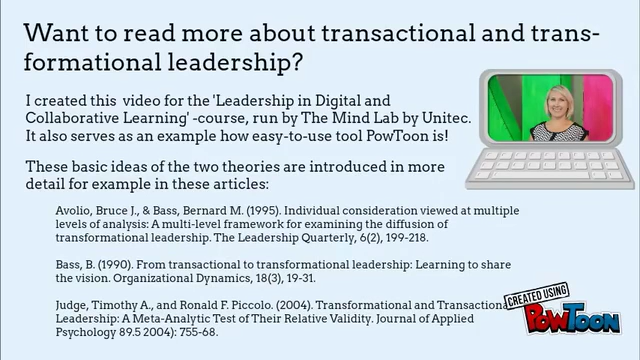 Want to read more about transactional and trans-
formational leadership?
I created this video for the 'Leadership in Digital and
Collaborative Learning' -course, run by The Mind Lab by Unitec.
It also serves as an example how easy-to-use tool PowToon is!
These basic ideas of the two theories are introduced in more
detail for example in these articles:
Avolio, Bruce J., & Bass, Bernard M. (1995). Individual consideration viewed at multiple
levels of analysis: A multi-level framework for examining the diffusion of
transformational leadership. The Leadership Quarterly, 6(2), 199-218.
Bass, B. (1990). From transactional to transformational leadership: Learning to share
the vision. Organizational Dynamics, 18(3), 19-31.
Judge, Timothy A., and Ronald F. Piccolo. (2004). Transformational and Transactiona
Leadership: A Meta-Analytic Test of Their Relative Validity. Journal of Applied
Psychology 89.5 2004): 755-68.
CREATED USING
POWTOON